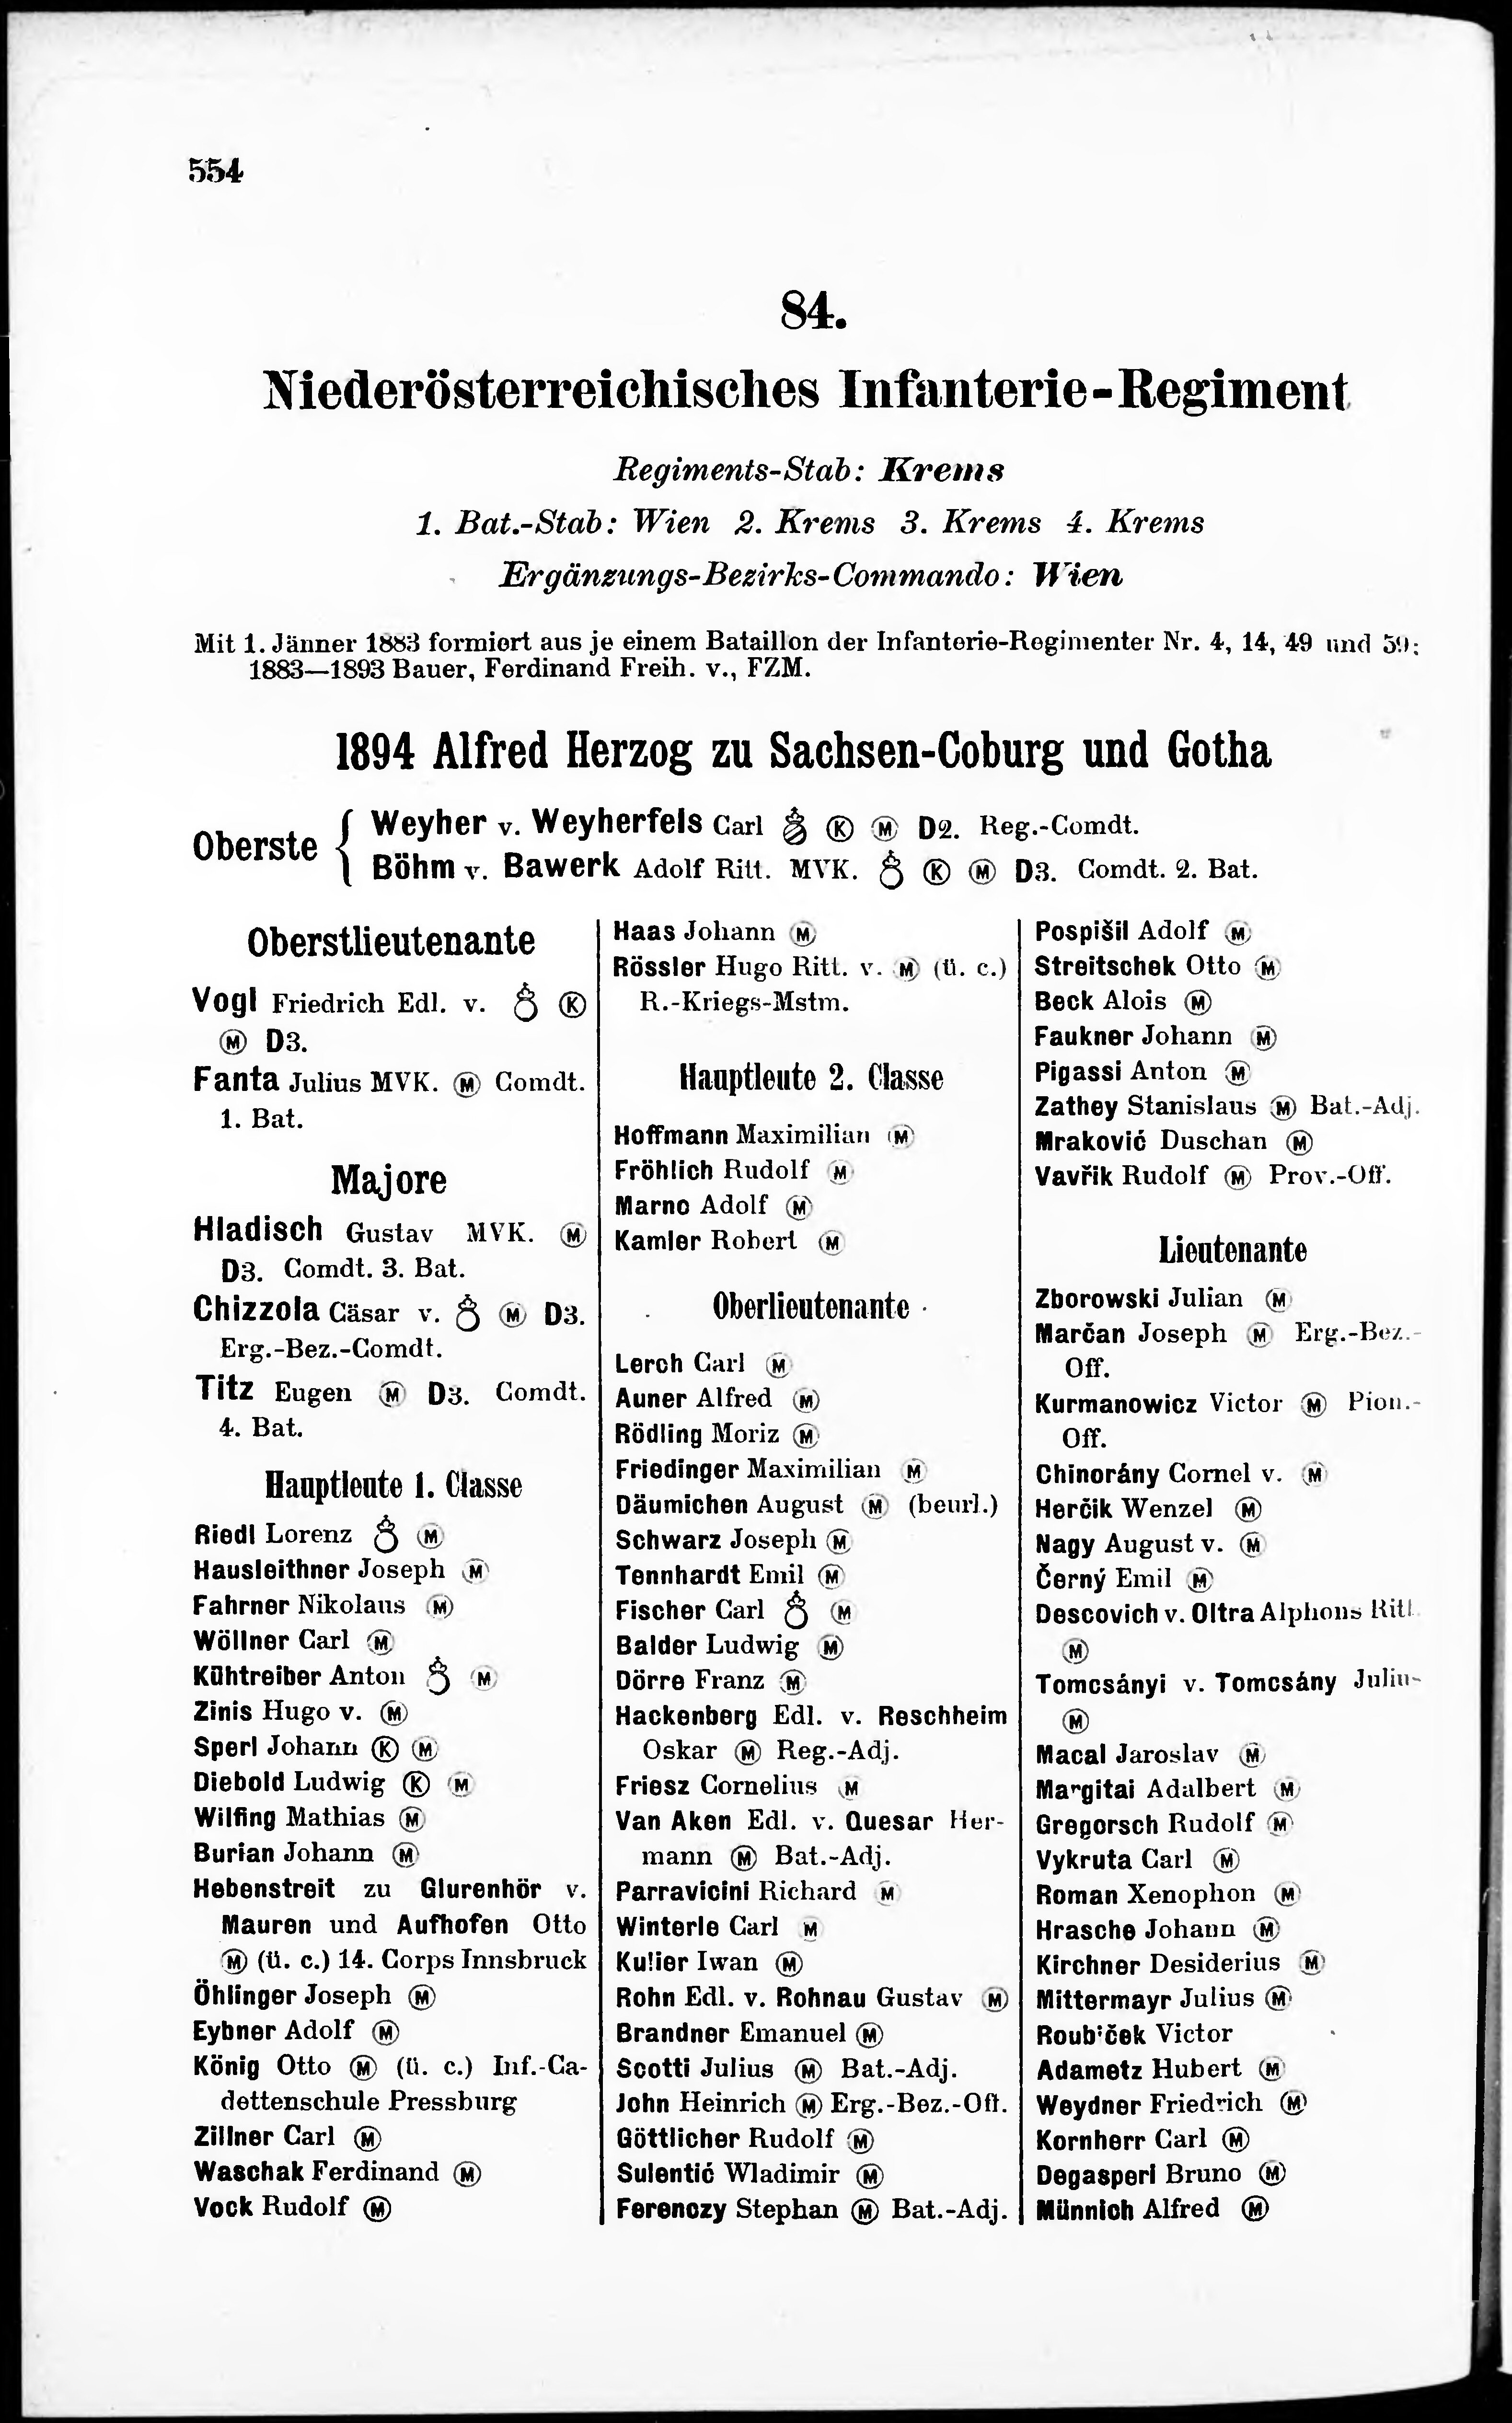 554
84.
Niederösterreichisches Infanterie-Regiment
Regiments-Stab: Krems
1. Bat.-Stab: Wien 2. Krems 3. Krems 4. Krems
Ergänzungs-Bezirks-Commando: Wien
Mit 1. Jänner 1883 formiert aus je einem Bataillon der Infanterie-Regimenter Nr. 4, 14, 49 und 59;
1883—1893 Bauer, Ferdinand Freih. v., FZM.
1894 Alfred Herzog zu Sachsen-Coburg und Gotha
Oberste
Weyher v. Weyherfels Carl Ⓚ Ⓜ D2. Reg.-Comdt.
Böhm v. Bawerk Adolf Ritt. MVK. Ⓚ Ⓜ D3. Comdt. 2. Bat.
Oberstlieutenante
Vogl Friedrich Edl. v. Ⓚ
Ⓜ D3.
Fanta Julius MVK. Ⓜ Comdt.
1. Bat.
Majore
Hladisch Gustav MVK. Ⓜ
D3. Comdt. 3. Bat.
Chizzola Cäsar v. Ⓜ D3.
Erg.-Bez.-Comdt.
Titz Eugen Ⓜ D3. Comdt.
4. Bat.
Hauptleute 1. Classe
Riedl Lorenz Ⓜ
Hausleithner Joseph Ⓜ
Fahrner Nikolaus Ⓜ
Wöllner Carl Ⓜ
Kühtreiber Anton Ⓜ
Zinis Hugo v. Ⓜ
Sperl Johann Ⓚ Ⓜ
Diebold Ludwig Ⓚ Ⓜ
Wilfing Mathias Ⓜ
Burian Johann Ⓜ
Hebenstreit zu Glurenhör v.
Mauren und Aufhofen Otto
Ⓜ (ü. c.) 14. Corps Innsbruck
Öhlinger Joseph Ⓜ
Eybner Adolf Ⓜ
König Otto Ⓜ (ü. c.) Inf.-Ca-
dettenschule Pressburg
Zillner Carl Ⓜ
Waschak Ferdinand Ⓜ
Vock Rudolf Ⓜ
Haas Johann Ⓜ
Rössler Hugo Ritt. v. Ⓜ (ü. c.)
R.-Kriegs-Mstm.
Hauptleute 2. Classe
Hoffmann Maximilian Ⓜ
Fröhlich Rudolf Ⓜ
Marno Adolf Ⓜ
Kamler Robert Ⓜ
Oberlieutenante
Lerch Carl Ⓜ
Auner Alfred Ⓜ
Rödling Moriz Ⓜ
Friedinger Maximilian Ⓜ
Däumichen August Ⓜ (beurl.)
Schwarz Joseph Ⓜ
Tennhardt Emil Ⓜ
Fischer Carl Ⓜ
Balder Ludwig Ⓜ
Dörre Franz Ⓜ
Hackenberg Edl. v. Reschheim
Oskar Ⓜ Reg.-Adj.
Friesz Cornelius Ⓜ
Van Aken Edl. v. Quesar Her-
mann Ⓜ Bat.-Adj.
Parravicini Richard Ⓜ
Winterle Carl Ⓜ
Kulier Iwan Ⓜ
Rohn Edl. v. Rohnau Gustav Ⓜ
Brandner Emanuel Ⓜ
Scotti Julius Ⓜ Bat.-Adj.
John Heinrich Ⓜ Erg.-Bez.-Off.
Göttlicher Rudolf Ⓜ
Sulentić Wladimir Ⓜ
Ferenczy Stephan Ⓜ Bat.-Adj.
Pospišil Adolf Ⓜ
Streitschek Otto Ⓜ
Beck Alois Ⓜ
Faukner Johann Ⓜ
Pigassi Anton Ⓜ
Zathey Stanislaus Ⓜ Bat.-Adj.
Mraković Duschan Ⓜ
Vavřik Rudolf Ⓜ Prov.-Off.
Lieutenante
Zborowski Julian Ⓜ
Marčan Joseph Ⓜ Erg.-Bez.-
Off.
Kurmanowicz Victor Ⓜ Pion.-
Off.
Chinorány Cornel v. Ⓜ
Herčik Wenzel Ⓜ
Nagy August v. Ⓜ
Černý Emil Ⓜ
Descovich v. Oltra Alphons Ritt.
Ⓜ
Tomcsányi v. Tomcsány Julius
Ⓜ
Macal Jaroslav Ⓜ
Margitai Adalbert Ⓜ
Gregorsch Rudolf Ⓜ
Vykruta Carl Ⓜ
Roman Xenophon Ⓜ
Hrasche Johann Ⓜ
Kirchner Desiderius Ⓜ
Mittermayr Julius Ⓜ
Roubiček Victor
Adametz Hubert Ⓜ
Weydner Friedrich Ⓜ
Kornherr Carl Ⓜ
Degasperi Bruno Ⓜ
Münnich Alfred Ⓜ